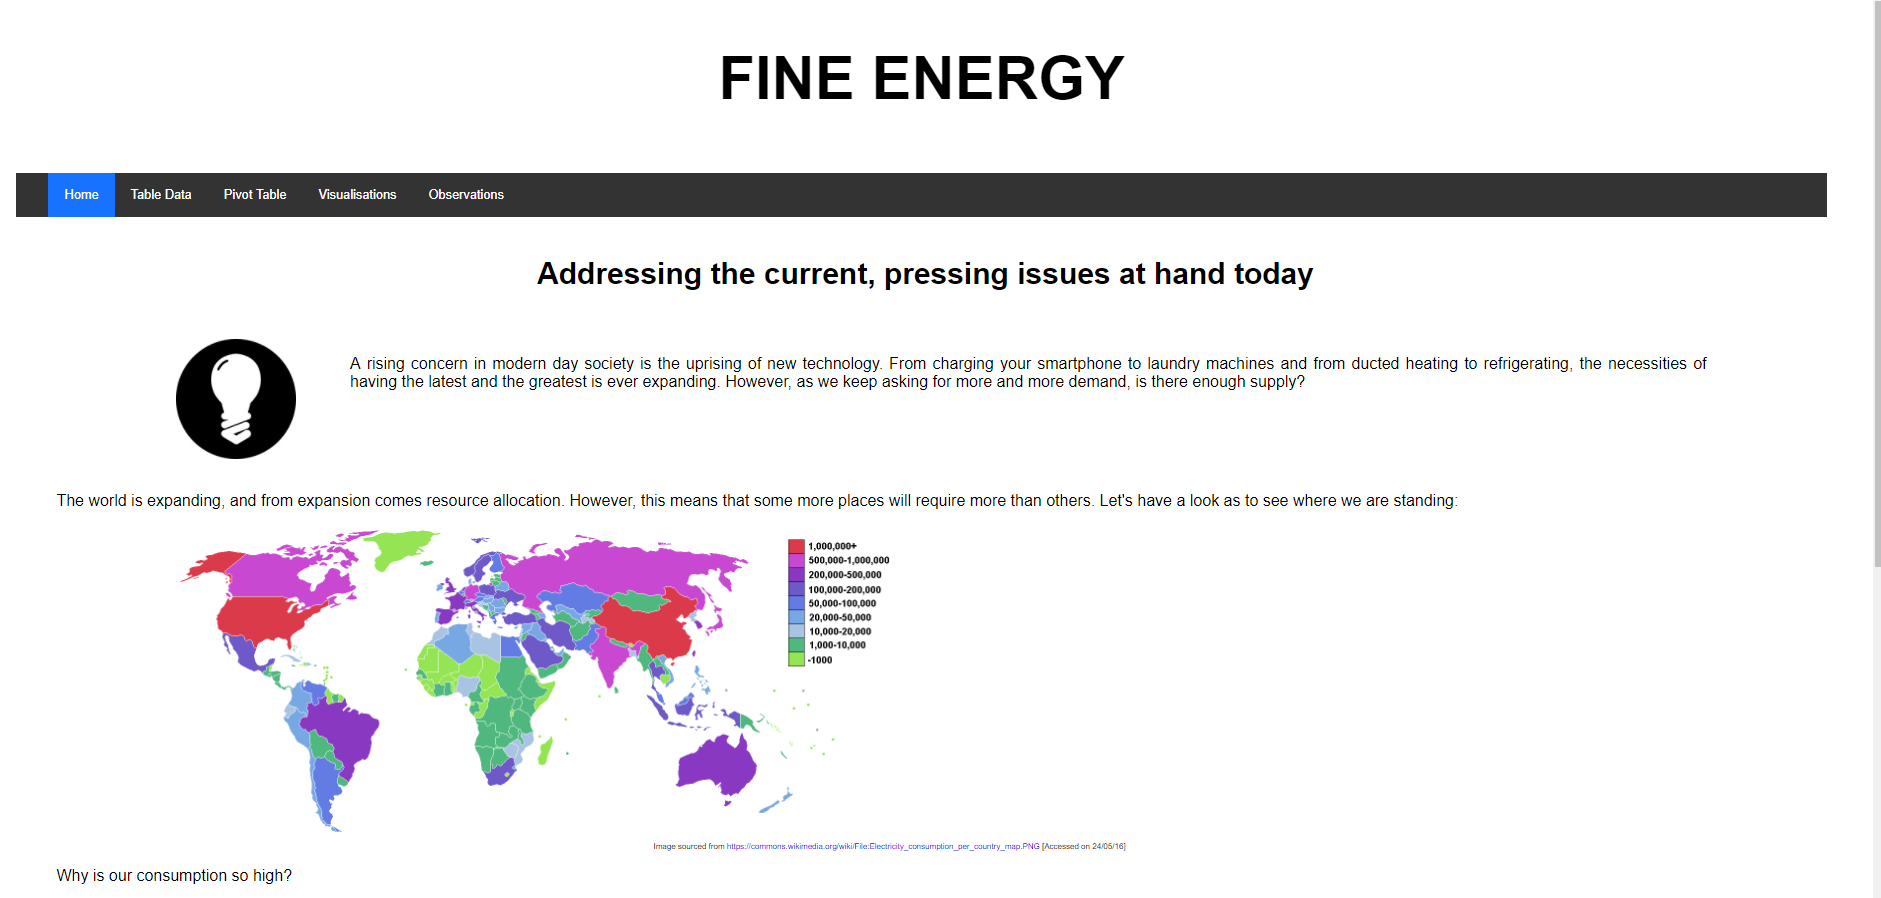 FINE ENERGY
Home Table Data Pivot Table Visualisations Observations
Addressing the current, pressing issues at hand today
A rising concern in modern day society is the uprising of new technology. From charging your smartphone to laundry machines and from ducted heating to refrigerating, the necessities of
having the latest and the greatest is ever expanding. However, as we keep asking for more and more demand, is there enough supply?
The world is expanding, and from expansion comes resource allocation. However, this means that some more places will require more than others. Let's have a look as to see where we are standing:
1,000,000+
500,000-1,000,000
200,000-500,000
100,000-200,000
50,000-100,000
20,000-50,000
10,000-20,000
1,000-10,000
-1000
Image sourced from https://commons.wikimedia.org/wiki/File:Electricity_consumption_per_country_map.PNG [Accessed on 24/05/16]
Why is our consumption so high?